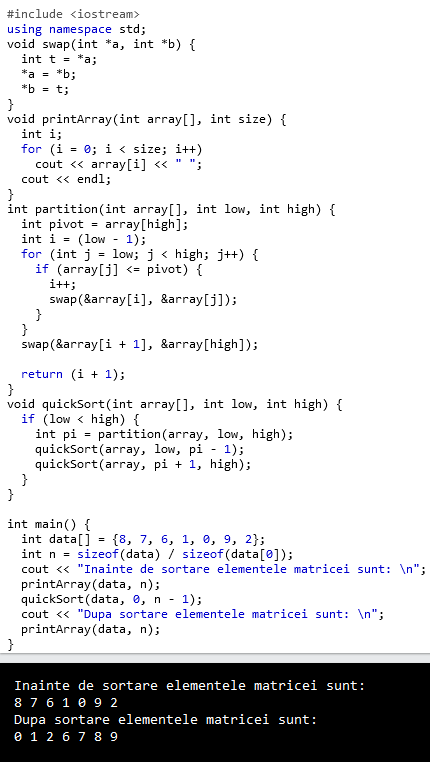 #include <iostream>
using namespace std;
void swap(int *a, int *b) {
  int t = *a;
  *a = *b;
  *b = t;
}
void printArray(int array[], int size) {
  int i;
  for (i = 0; i < size; i++)
    cout << array[i] << " ";
  cout << endl;
}
int partition(int array[], int low, int high) {
  int pivot = array[high];
  int i = (low - 1);
  for (int j = low; j < high; j++) {
    if (array[j] <= pivot) {
      i++;
      swap(&array[i], &array[j]);
    }
  }
  swap(&array[i + 1], &array[high]);
  return (i + 1);
}
void quickSort(int array[], int low, int high) {
  if (low < high) {
    int pi = partition(array, low, high);
    quickSort(array, low, pi - 1);
    quickSort(array, pi + 1, high);
  }
}
int main() {
  int data[] = {8, 7, 6, 1, 0, 9, 2};
  int n = sizeof(data) / sizeof(data[0]);
  cout << "Inainte de sortare elementele matricei sunt: \n";
  printArray(data, n);
  quickSort(data, 0, n - 1);
  cout << "Dupa sortare elementele matricei sunt: \n";
  printArray(data, n);
}
Inainte de sortare elementele matricei sunt:
8 7 6 1 0 9 2
Dupa sortare elementele matricei sunt:
0 1 2 6 7 8 9